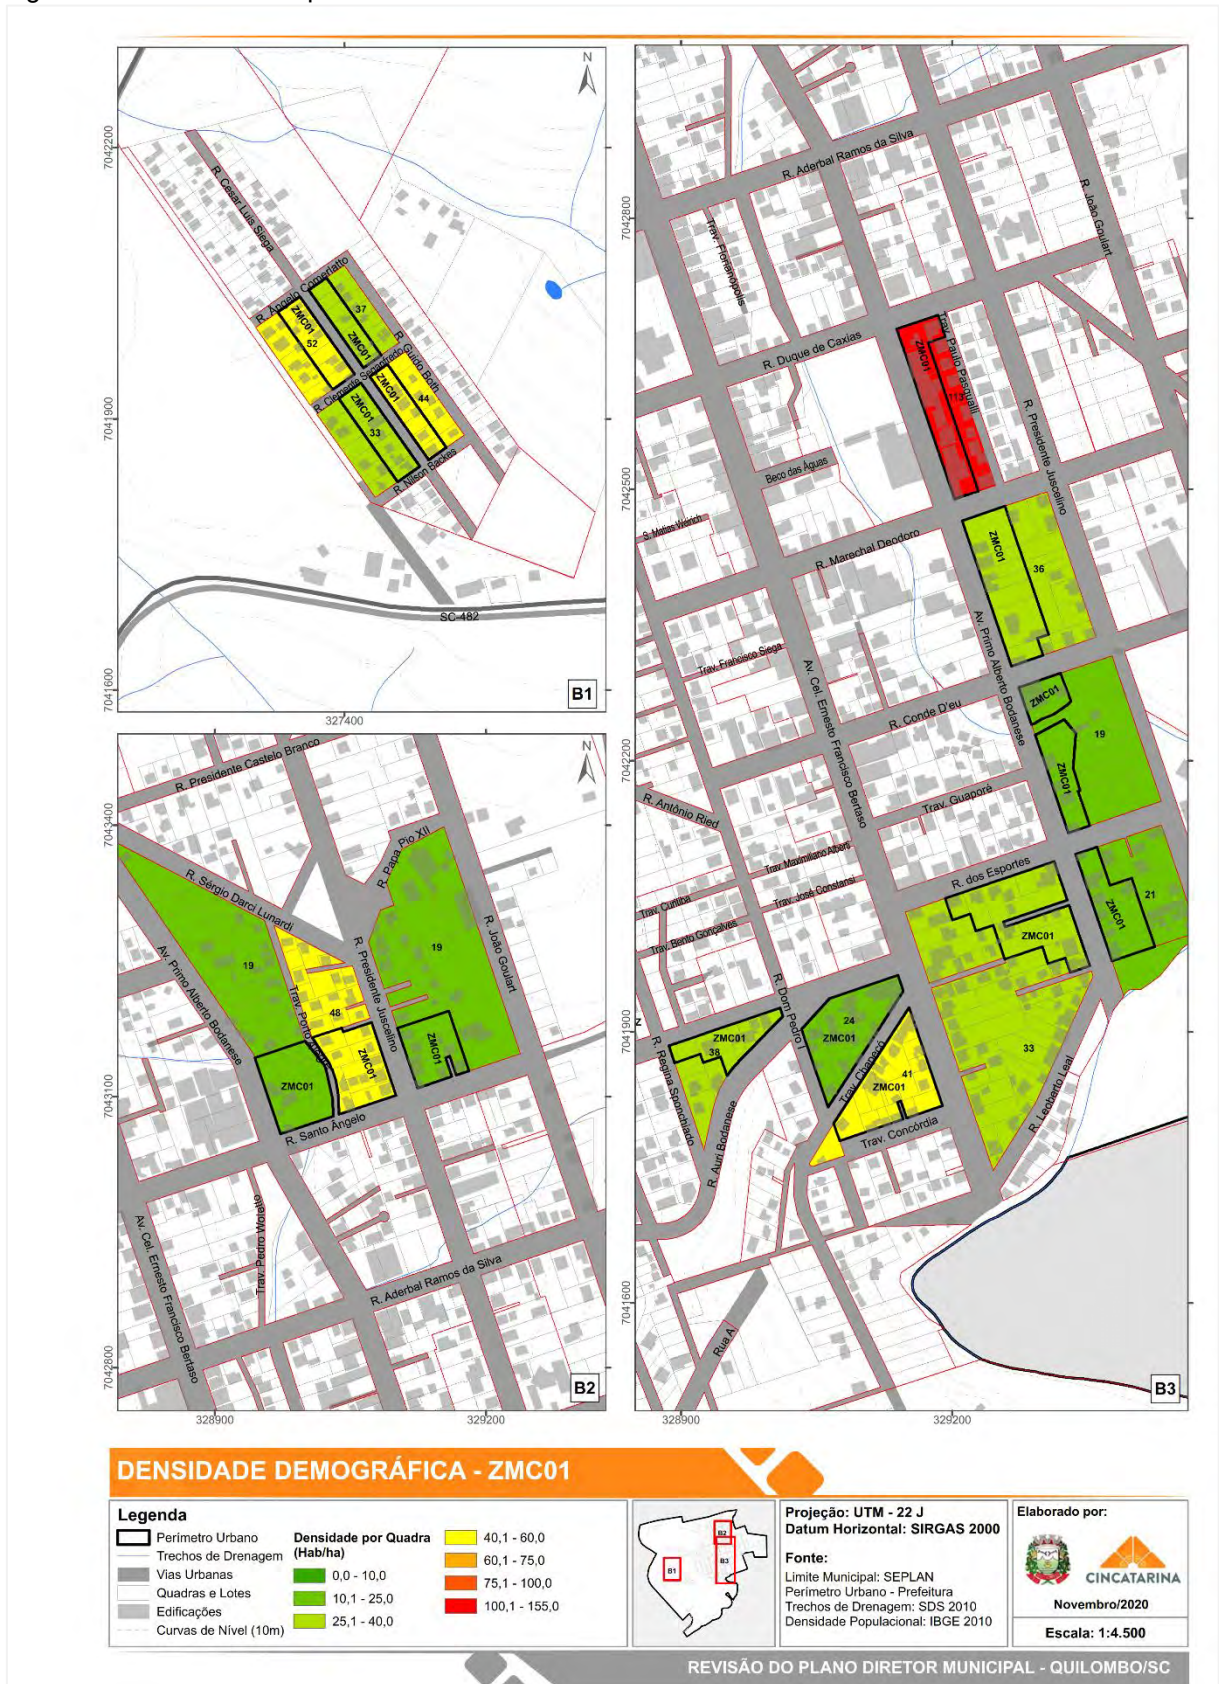 N
7042200
7041900
7041600
327400
R. Cesar Luis Siega
R. Angelo Comerlatto
R. Guido Both
R. Clemente Seganfredo
R. Nilson Backes
ZMC01
52
37
ZMC01
ZMC01
33
ZMC01
44
SC-482
B1
N
7043400
7043100
7042800
328900
329200
R. Presidente Castelo Branco
R. Papa Pio XII
R. Sérgio Darci Lunardi
R. João Goulart
R. Presidente Juscelino
Av. Primo Alberto Bodanese
19
48
19
ZMC01
ZMC01
ZMC01
R. Santo Ângelo
Trav. Pedro Woletto
Av. Cel. Ernesto Francisco Bertaso
R. Aderbal Ramos da Silva
B2
7042800
7042500
7042200
7041900
7041600
328900
329200
R. Aderbal Ramos da Silva
R. João Goulart
Trav. Florianópolis
R. Duque de Caxias
Trav. Paulo Pasqualli
ZMC01
113
R. Presidente Juscelino
Beco das Águas
R. Marechal Deodoro
ZMC01
36
Trav. Francisco Siega
Av. Primo Alberto Bodanese
R. Conde D'eu
ZMC01
19
ZMC01
Av. Cel. Ernesto Francisco Bertaso
R. Antônio Ried
Trav. Guaporé
Trav. Maximiliano Albers
R. dos Esportes
Trav. José Constansi
Trav. Curitiba
Trav. Bento Gonçalves
ZMC01
ZMC01
ZMC01
21
R. Dom Pedro I
24
ZMC01
R. Regina Sponchiado
ZMC01
38
Trav. Chapecó
41
ZMC01
33
R. Leoberto Leal
R. Auri Bodanese
Trav. Concórdia
Rua A
B3
DENSIDADE DEMOGRÁFICA - ZMC01
Legenda
Perímetro Urbano
Trechos de Drenagem
Vias Urbanas
Quadras e Lotes
Edificações
Curvas de Nível (10m)
Densidade por Quadra
(Hab/ha)
0,0 - 10,0
10,1 - 25,0
25,1 - 40,0
40,1 - 60,0
60,1 - 75,0
75,1 - 100,0
100,1 - 155,0
B1
B2
B3
Projeção: UTM - 22 J
Datum Horizontal: SIRGAS 2000
Fonte:
Limite Municipal: SEPLAN
Perímetro Urbano - Prefeitura
Trechos de Drenagem: SDS 2010
Densidade Populacional: IBGE 2010
Elaborado por:
CINCATARINA
Novembro/2020
Escala: 1:4.500
REVISÃO DO PLANO DIRETOR MUNICIPAL - QUILOMBO/SC